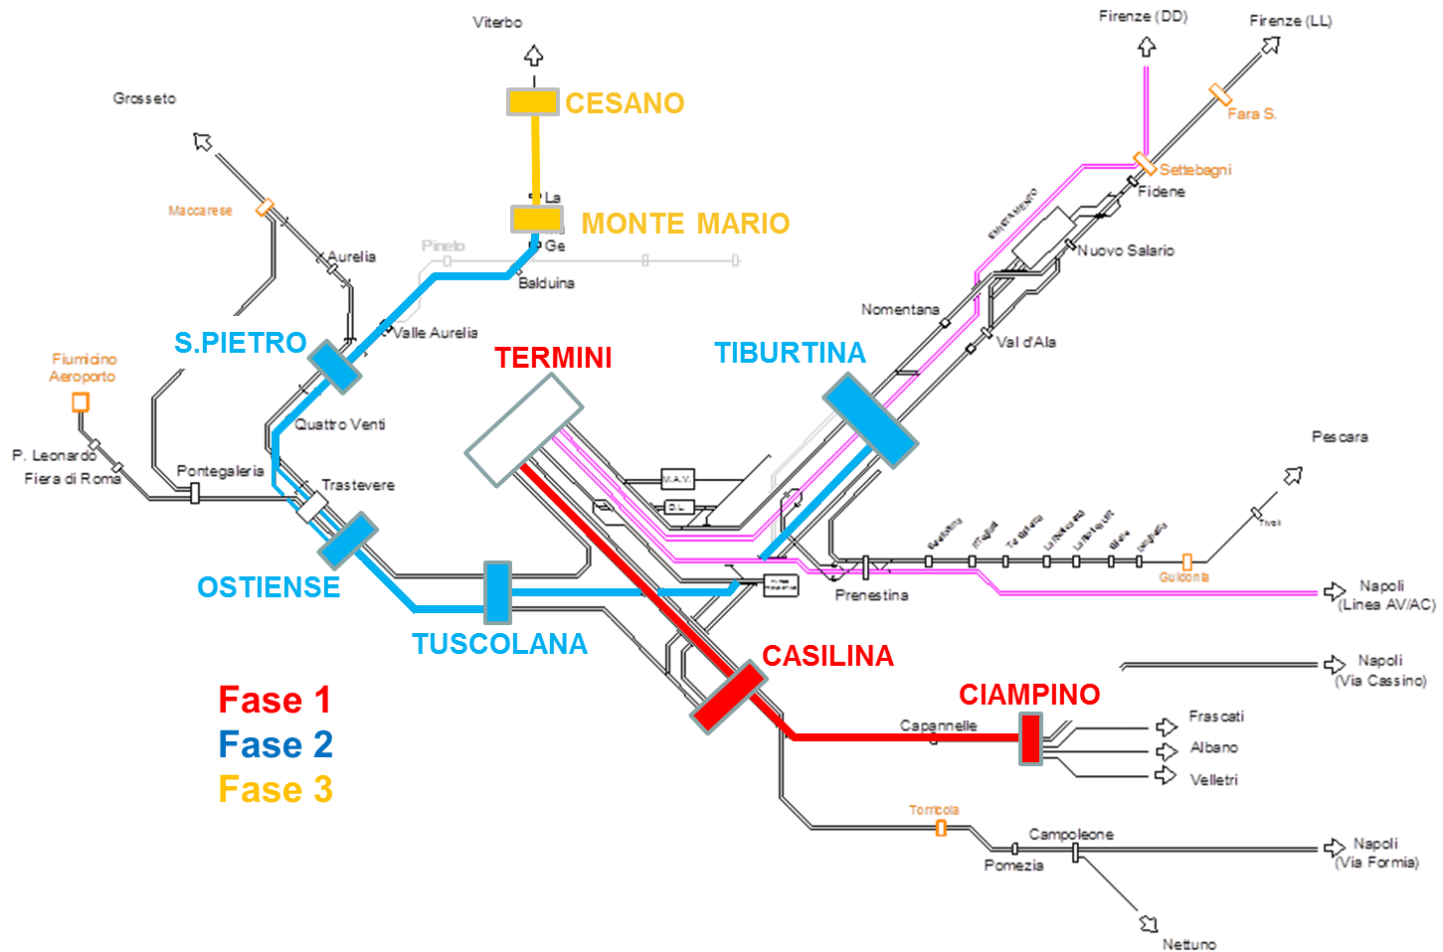 Viterbo
Firenze (DD)
Firenze (LL)
Grosseto
CESANO
Fara S.
Settebagni
Fidene
La
Maccarese
MONTE MARIO
Ge
Pineto
Aurelia
Balduina
Nuovo Salario
Nomentana
Valle Aurelia
Val d'Ala
S.PIETRO
TERMINI
TIBURTINA
Fiumicino
Aeroporto
Quattro Venti
Pescara
P. Leonardo
Fiera di Roma
Pontegaleria
Trastevere
M.A.V.
D.L.
Tivoli
OSTIENSE
Guidonia
Prenestina
Napoli
(Linea AV/AC)
TUSCOLANA
CASILINA
Napoli
(Via Cassino)
CIAMPINO
Fase 1
Fase 2
Fase 3
Capannelle
Frascati
Albano
Velletri
Torricola
Campoleone
Pomezia
Napoli
(Via Formia)
Nettuno